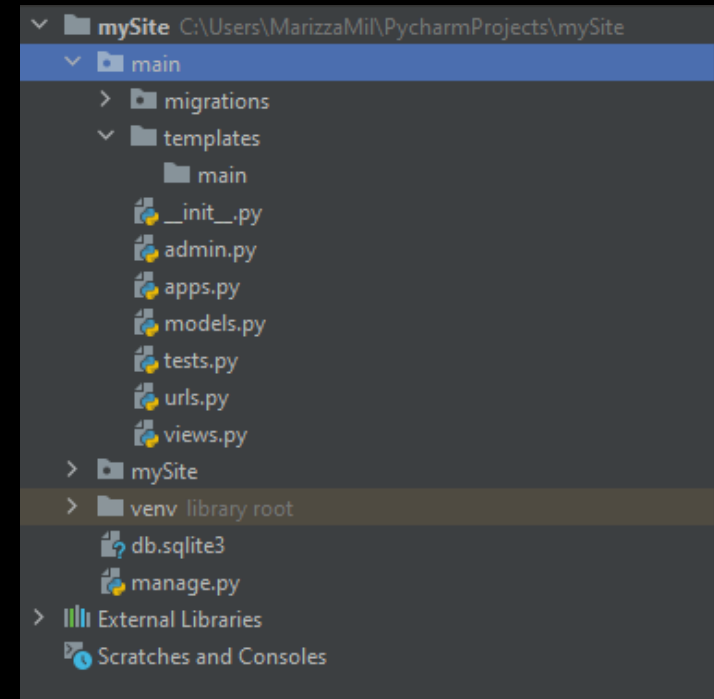 mySite C:\Users\MarizzaMil\PycharmProjects\mySite
main
migrations
templates
main
__init__.py
admin.py
apps.py
models.py
tests.py
urls.py
views.py
mySite
venv library root
db.sqlite3
manage.py
External Libraries
Scratches and Consoles